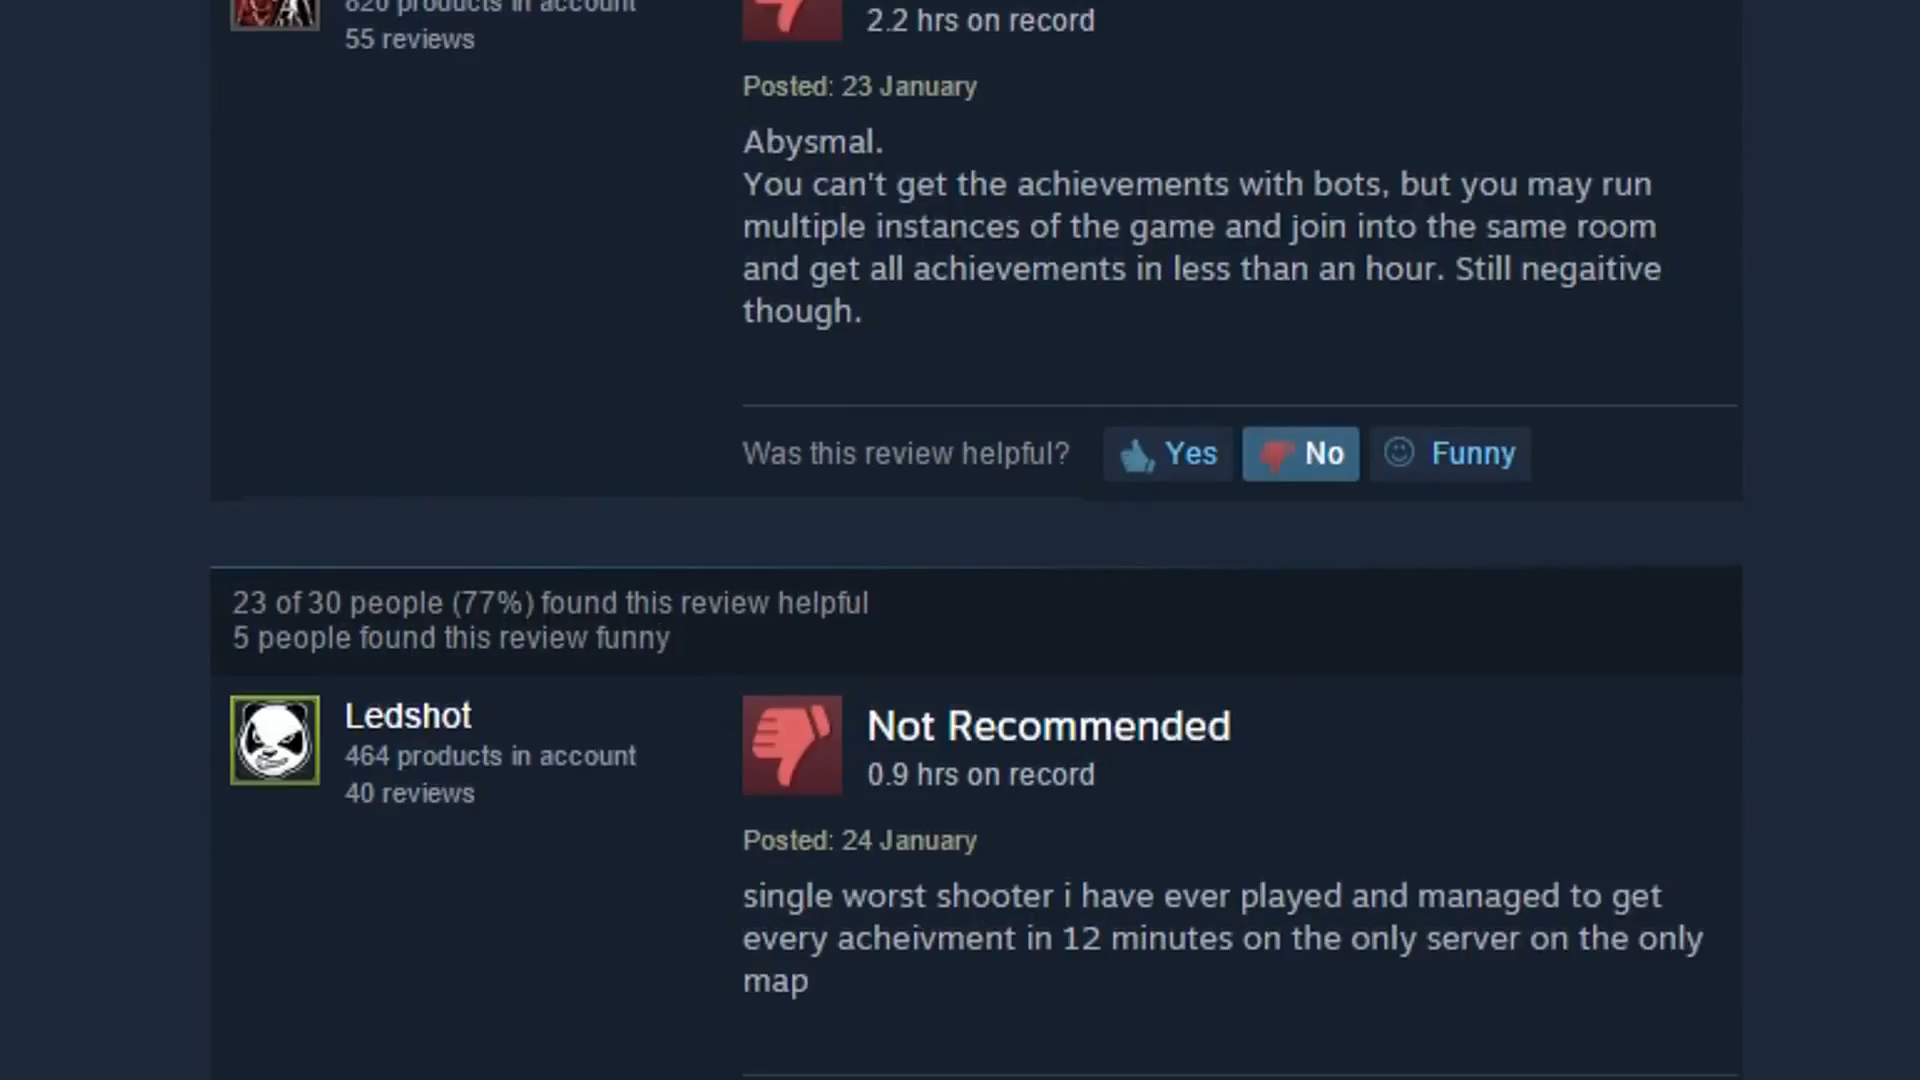 820 products in account
55 reviews
2.2 hrs on record
Posted: 23 January
Abysmal.
You can't get the achievements with bots, but you may run
multiple instances of the game and join into the same room
and get all achievements in less than an hour. Still negaitive
though.
Was this review helpful? Yes No Funny
23 of 30 people (77%) found this review helpful
5 people found this review funny
Ledshot
464 products in account
40 reviews
Not Recommended
0.9 hrs on record
Posted: 24 January
single worst shooter i have ever played and managed to get
every acheivment in 12 minutes on the only server on the only
map